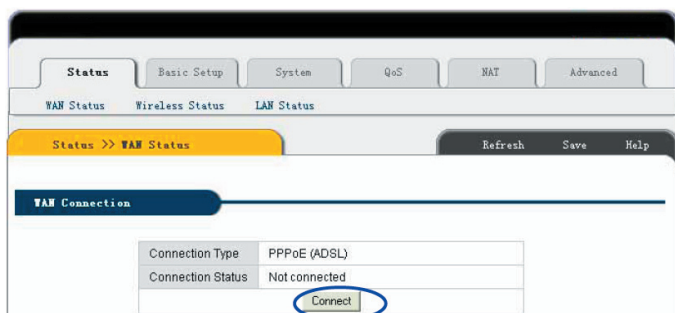 Status Basic Setup System QoS NAT Advanced
WAN Status Wireless Status LAN Status
Status >> WAN Status Refresh Save Help
WAN Connection
Connection Type PPPoE (ADSL)
Connection Status Not connected
Connect